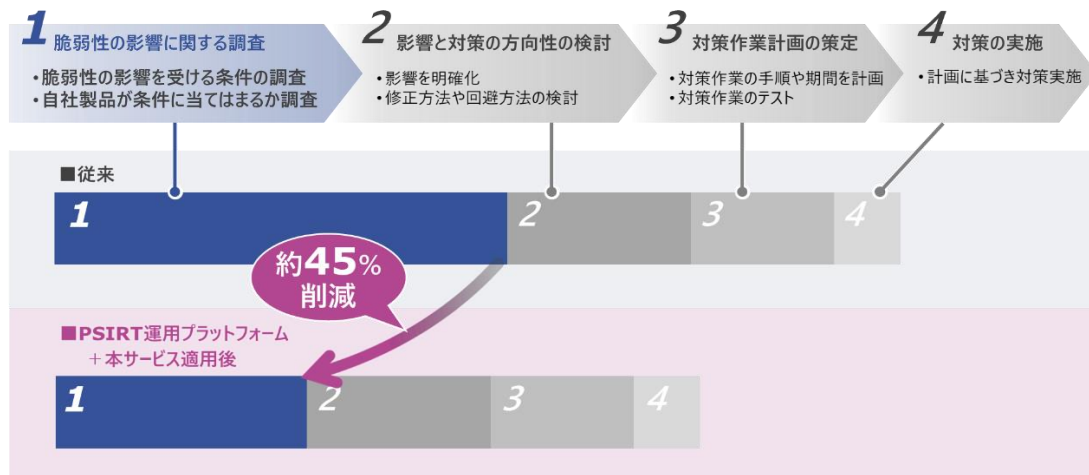 1 脆弱性の影響に関する調査
・脆弱性の影響を受ける条件の調査
・自社製品が条件に当てはまるか調査
2 影響と対策の方向性の検討
・影響を明確化
・修正方法や回避方法の検討
3 対策作業計画の策定
・対策作業の手順や期間を計画
・対策作業のテスト
4 対策の実施
・計画に基づき対策実施
■従来
1 2 3 4
約45%
削減
■PSIRT運用プラットフォーム
＋本サービス適用後
1 2 3 4